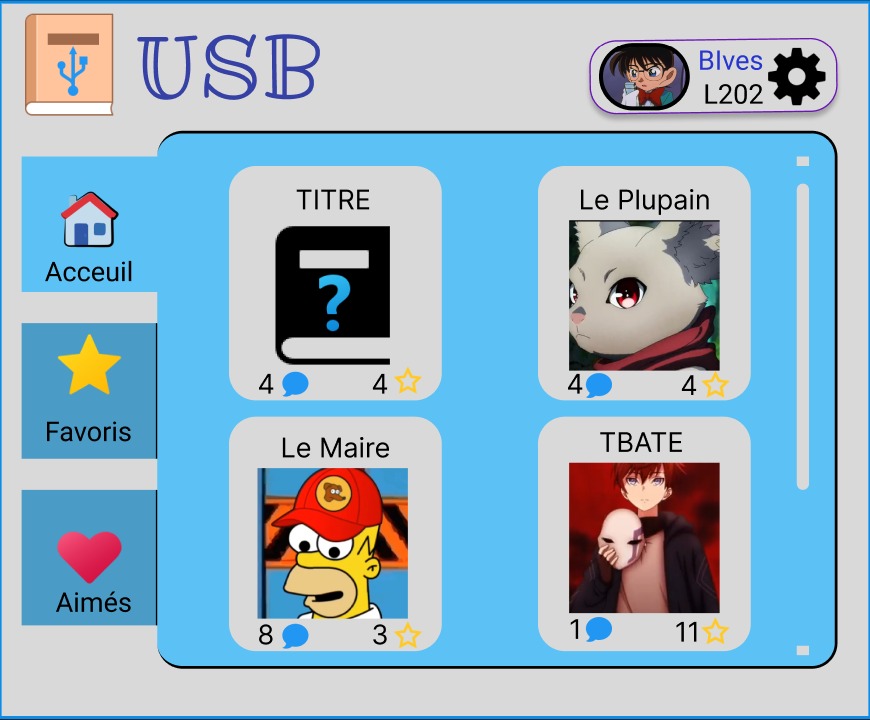 USB
Blves
L202
Acceuil
Favoris
Aimés
TITRE
?
4
4
Le Plupain
4
4
Le Maire
8
3
TBATE
1
11